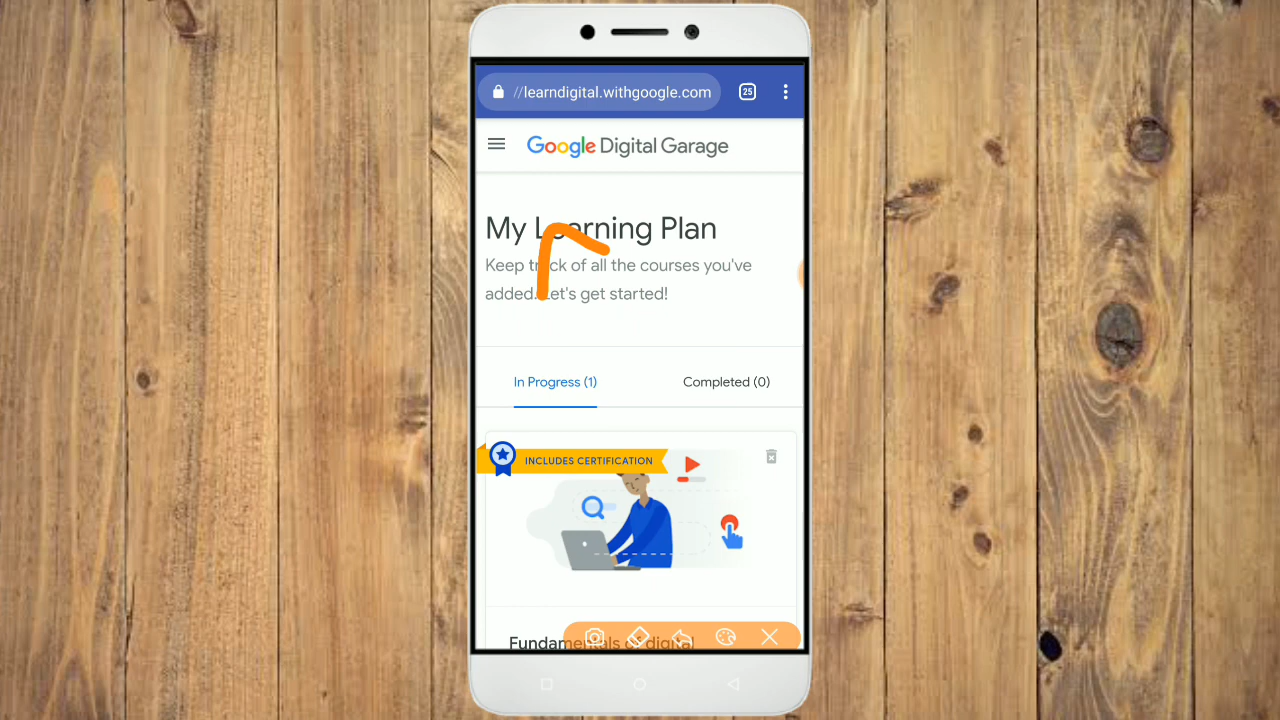 //learndigital.withgoogle.com
25
Google Digital Garage
My Learning Plan
Keep track of all the courses you've
added. Let's get started!
In Progress (1)
Completed (0)
INCLUDES CERTIFICATION
Fundamentals of digital